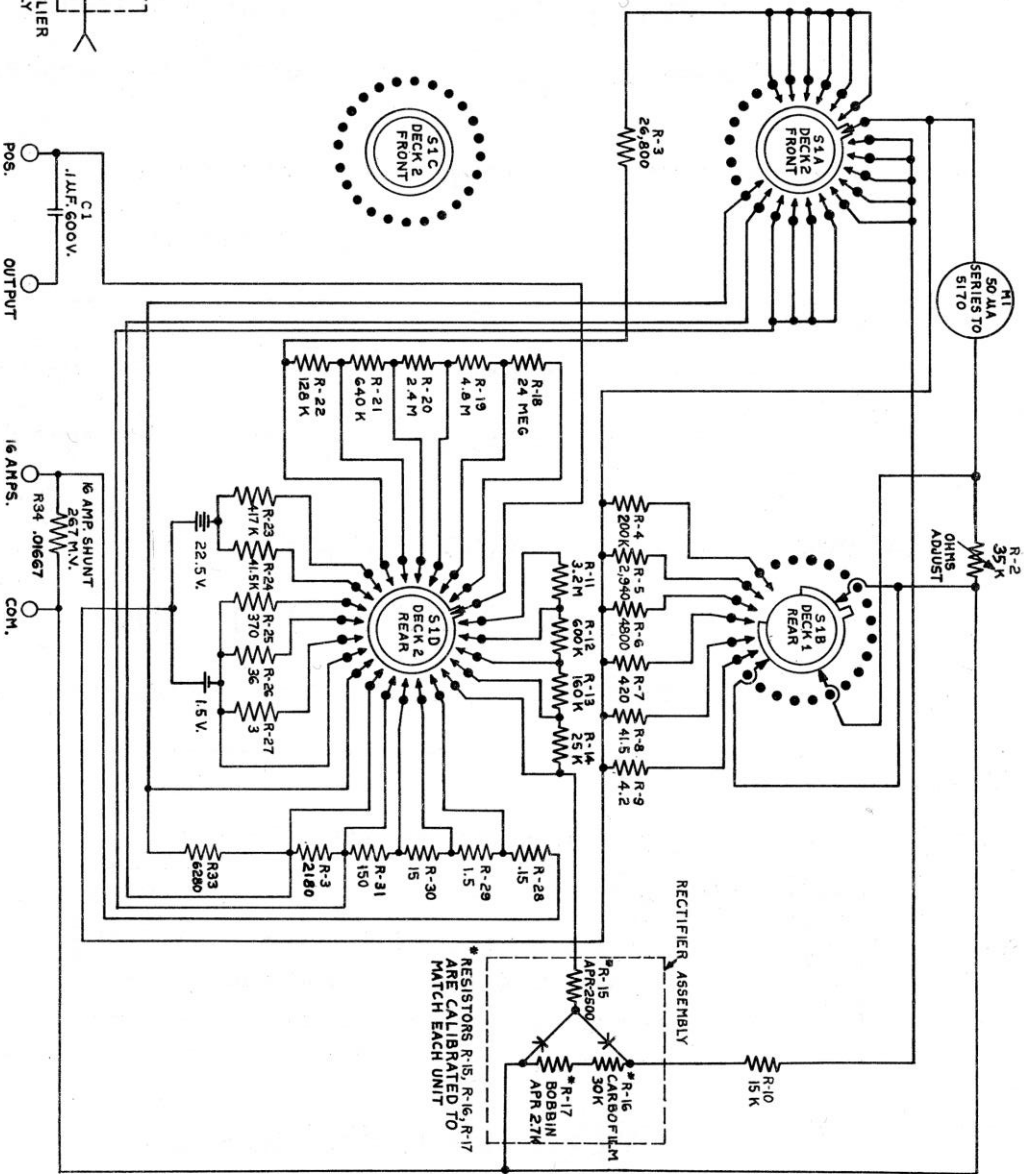 LIER
Y
POS.
C1
.1 µµF. 600V.
OUTPUT
16 AMPS.
16 AMP. SHUNT
267 M.V.
R34 .01667
COM.
S1C
DECK 2
FRONT
R-3
26,800
S1A
DECK2
FRONT
M1
50 µµA
SERIES TO
5170
R-2
35 K
OHMS
ADJUST
R-22
128 K
R-21
640 K
R-20
2.4 M
R-19
4.8 M
R-18
24 MEG
R-23
417 K
R-24
41.5K
R-25
370
R-26
36
R-27
3
22.5 V.
1.5 V.
S1D
DECK 2
REAR
R-11
3.2M
R-12
600K
R-13
160 K
R-14
25 K
R-4
200K
R-5
2,940
R-6
4800
R-7
420
R-8
41.5
R-9
4.2
S1B
DECK 1
REAR
R33
6280
R-3
2180
R-31
150
R-30
15
R-29
1.5
R-28
.15
RECTIFIER ASSEMBLY
*R-15
APR-2500
*R-16
CARBOFILM
30K
*R-17
BOBBIN
APR 2.7K
R-10
15 K
*RESISTORS R-15, R-16, R-17
ARE CALIBRATED TO
MATCH EACH UNIT